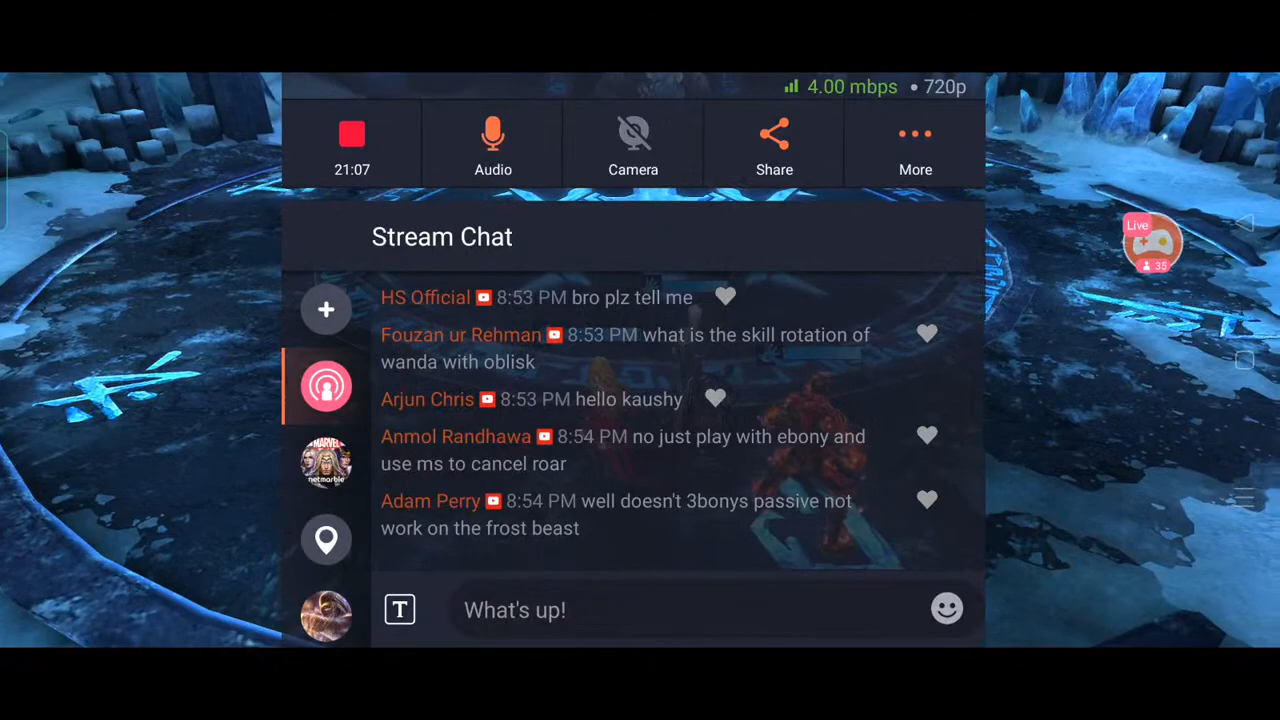 4.00 mbps • 720p
21:07
Audio
Camera
Share
More
Stream Chat
Live
35
HS Official 8:53 PM bro plz tell me
Fouzan ur Rehman 8:53 PM what is the skill rotation of
wanda with oblisk
Arjun Chris 8:53 PM hello kaushy
Anmol Randhawa 8:54 PM no just play with ebony and
use ms to cancel roar
MARVEL
netmarble
Adam Perry 8:54 PM well doesn't 3bonys passive not
work on the frost beast
T
What's up!